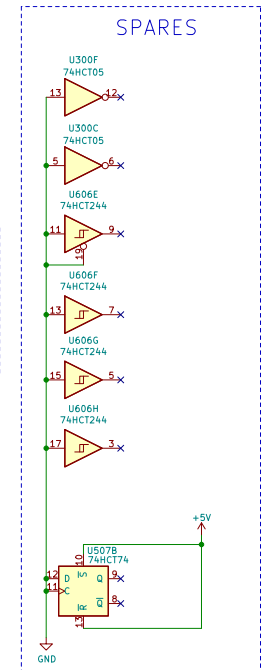 SPARES
U300F
74HCT05
13 12
U300C
74HCT05
5 6
U606E
74HCT244
11 9
19
U606F
74HCT244
13 7
U606G
74HCT244
15 5
U606H
74HCT244
17 3
+5V
U507B
74HCT74
10
12 D S Q 9
11 C
R Q 8
13
GND